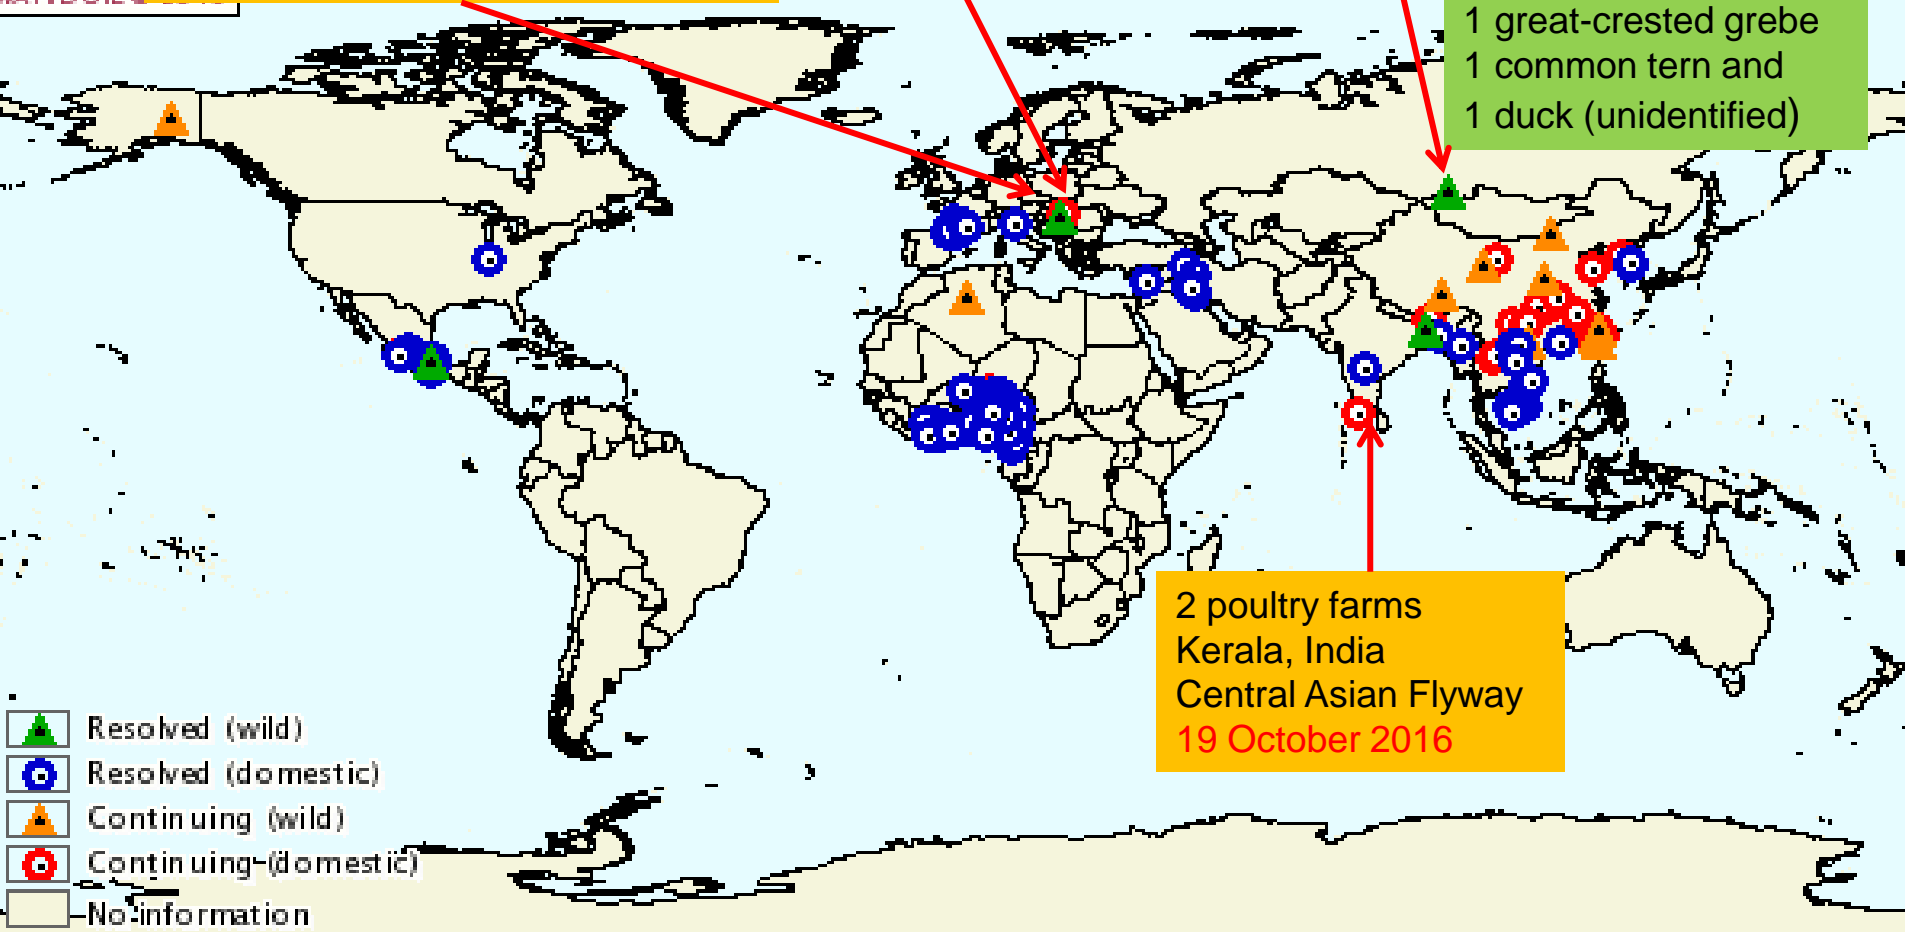 1 great-crested grebe
1 common tern and
1 duck (unidentified)
2 poultry farms
Kerala, India
Central Asian Flyway
19 October 2016
Resolved (wild)
Resolved (domestic)
Continuing (wild)
Continuing (domestic)
No information